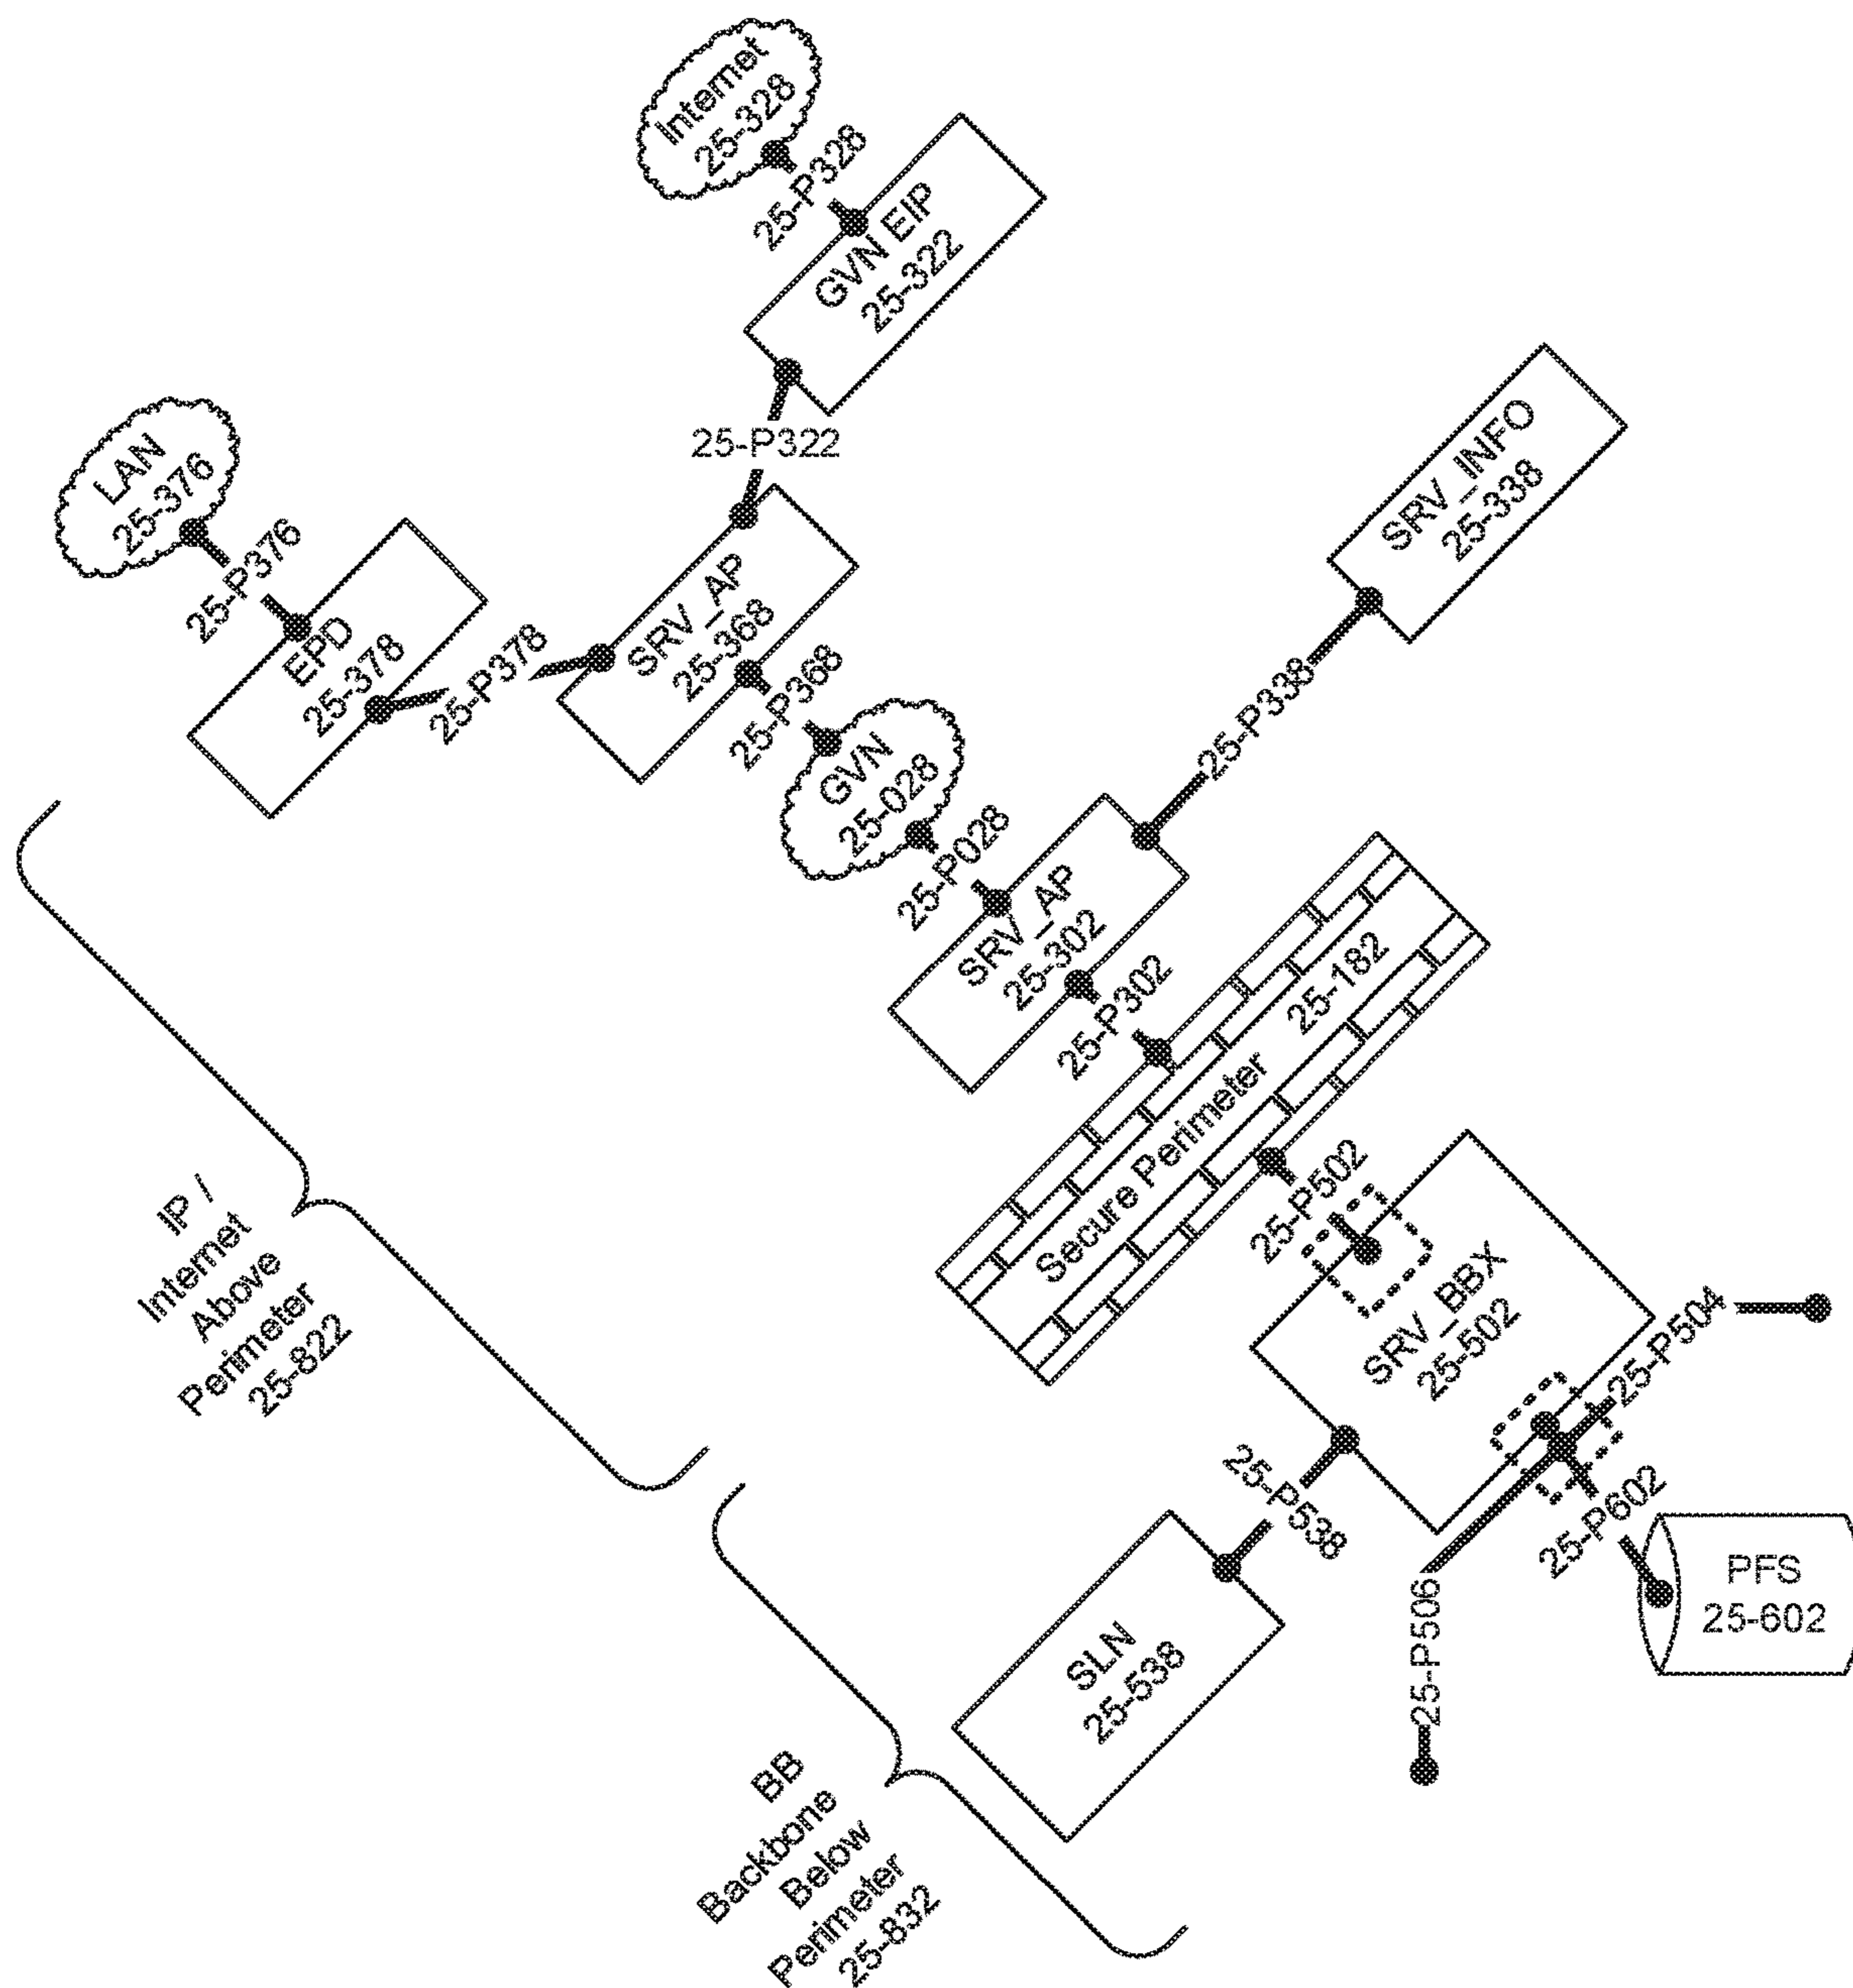 Internet
25-328
25-P328
GVN EIP
25-322
25-P322
LAN
25-376
25-P376
EPD
25-378
25-P378
SRV_AP
25-368
25-P368
GVN
25-028
25-P028
SRV_AP
25-302
25-P338
SRV_INFO
25-338
25-P302
Secure Perimeter
25-182
25-P502
SRV_BBX
25-502
25-P504
25-P538
SLN
25-538
25-P506
25-P602
PFS
25-602
IP /
Internet
Above
Perimeter
25-822
BB
Backbone
Below
Perimeter
25-832